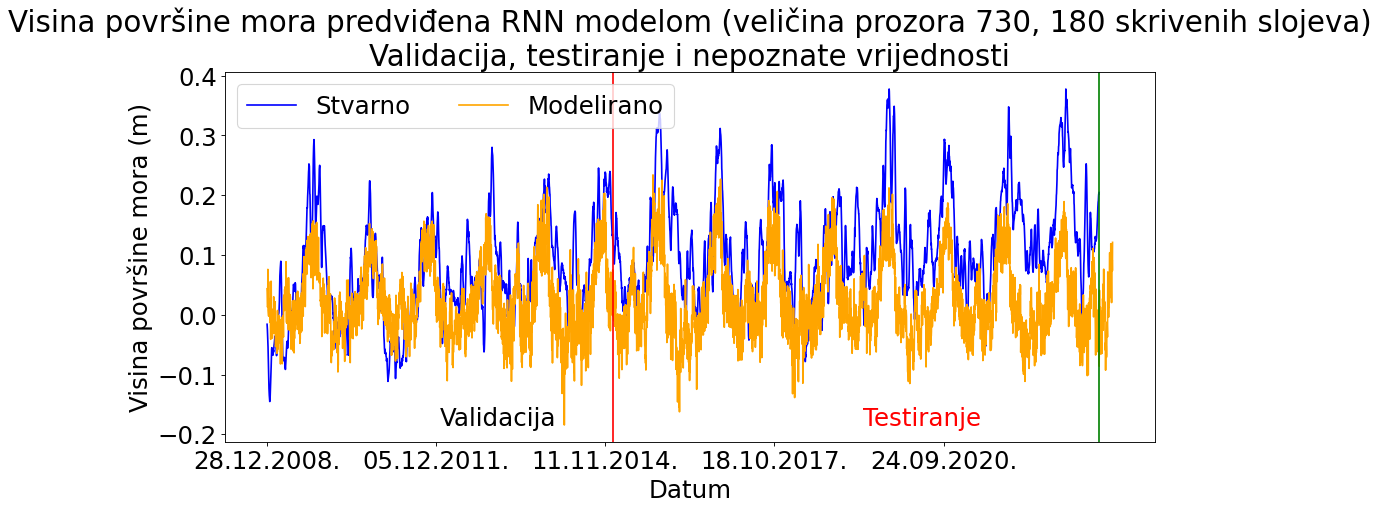 Visina površine mora predviđena RNN modelom (veličina prozora 730, 180 skrivenih slojeva)
Validacija, testiranje i nepoznate vrijednosti
Stvarno
Modelirano
Visina površine mora (m)
0.4
0.3
0.2
0.1
0.0
−0.1
−0.2
Validacija
Testiranje
28.12.2008.
05.12.2011.
11.11.2014.
18.10.2017.
24.09.2020.
Datum